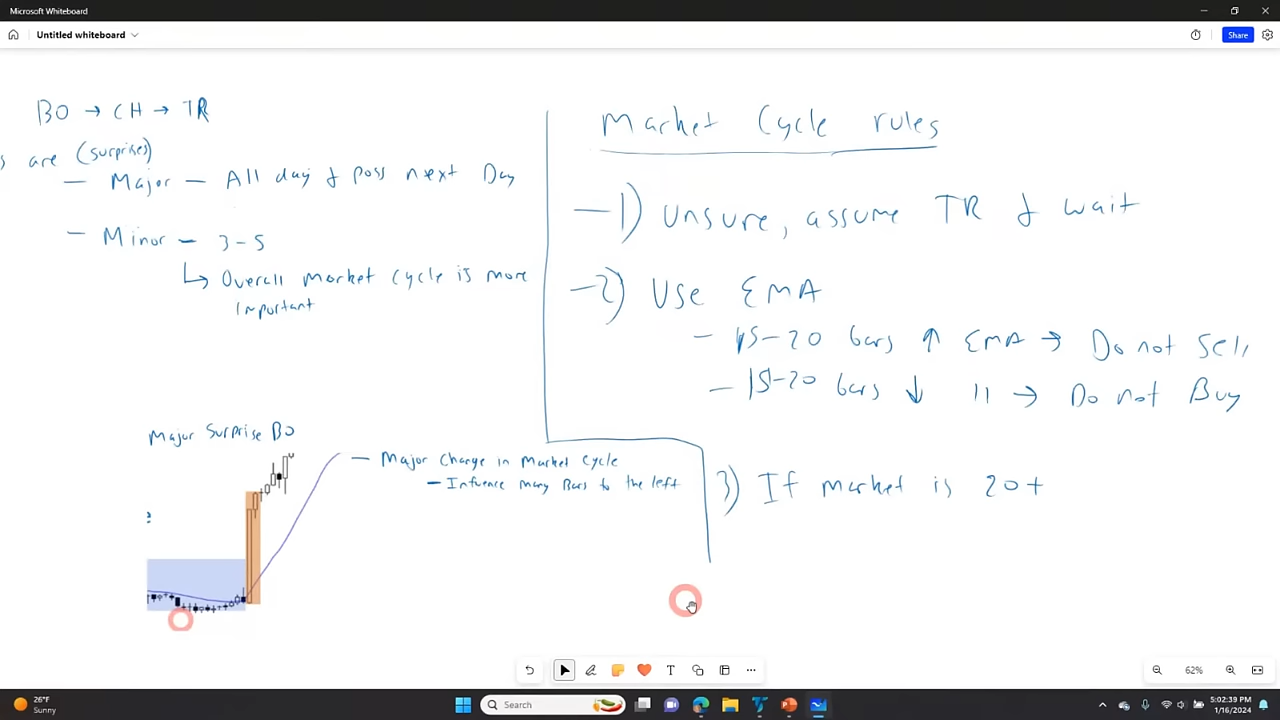 Microsoft Whiteboard
Untitled whiteboard
Share
BO → CH → TR
s are (surprises)
— Major — All day & poss next Day
— Minor — 3-5
↳ Overall market cycle is more
important
Major Surprise BO
— Major Change in Market Cycle
— Infuence Many Bars to the left
Market Cycle rules
—1) Unsure, assume TR & wait
—2) Use EMA
— 15-20 bars ↑ EMA → Do not Sell
— 15-20 bars ↓ 11 → Do not Buy
3) If market is 20+
62%
26°F
Sunny
Search
5:02:39 PM
1/16/2024